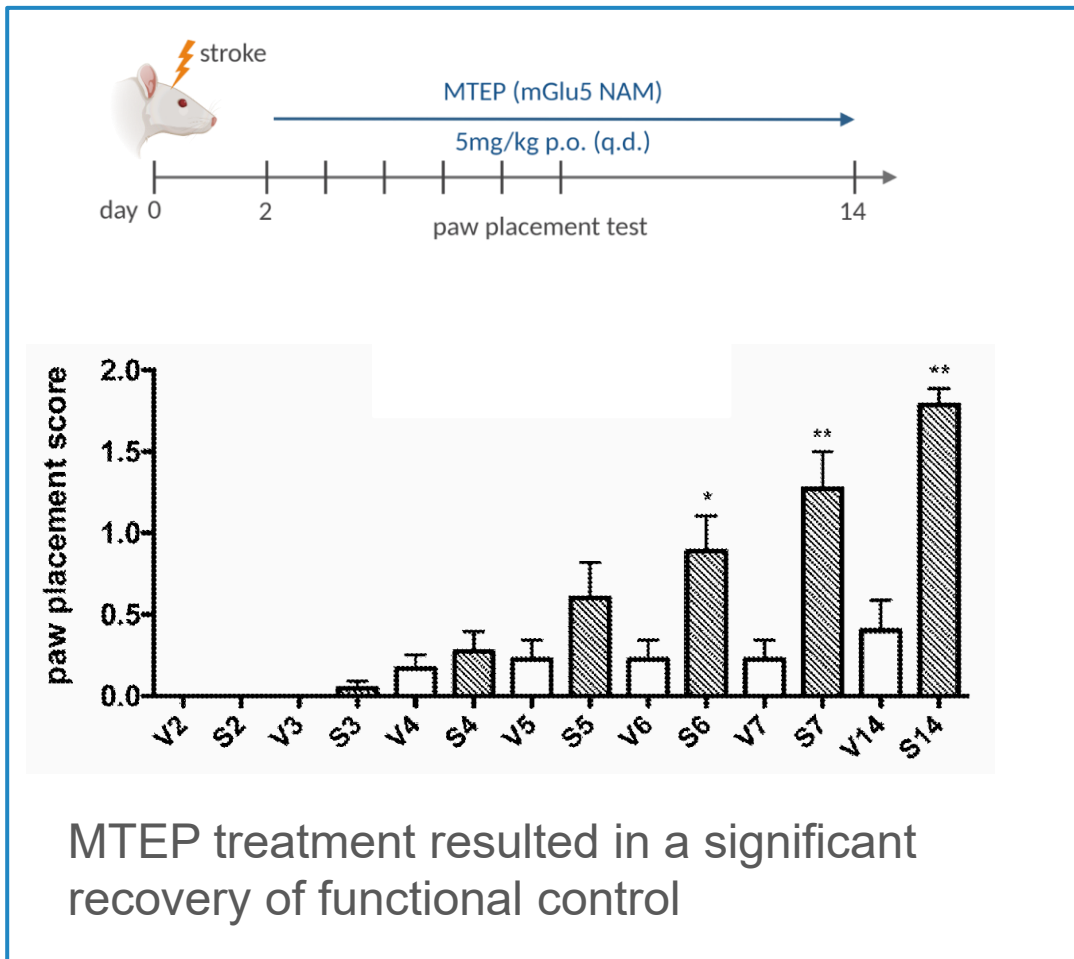 stroke
MTEP (mGlu5 NAM)
5mg/kg p.o. (q.d.)
day 0 2 14
paw placement test
paw placement score
2.0
1.5
1.0
0.5
0.0
* ** **
V2 S2 V3 S3 V4 S4 V5 S5 V6 S6 V7 S7 V14 S14
MTEP treatment resulted in a significant
recovery of functional control